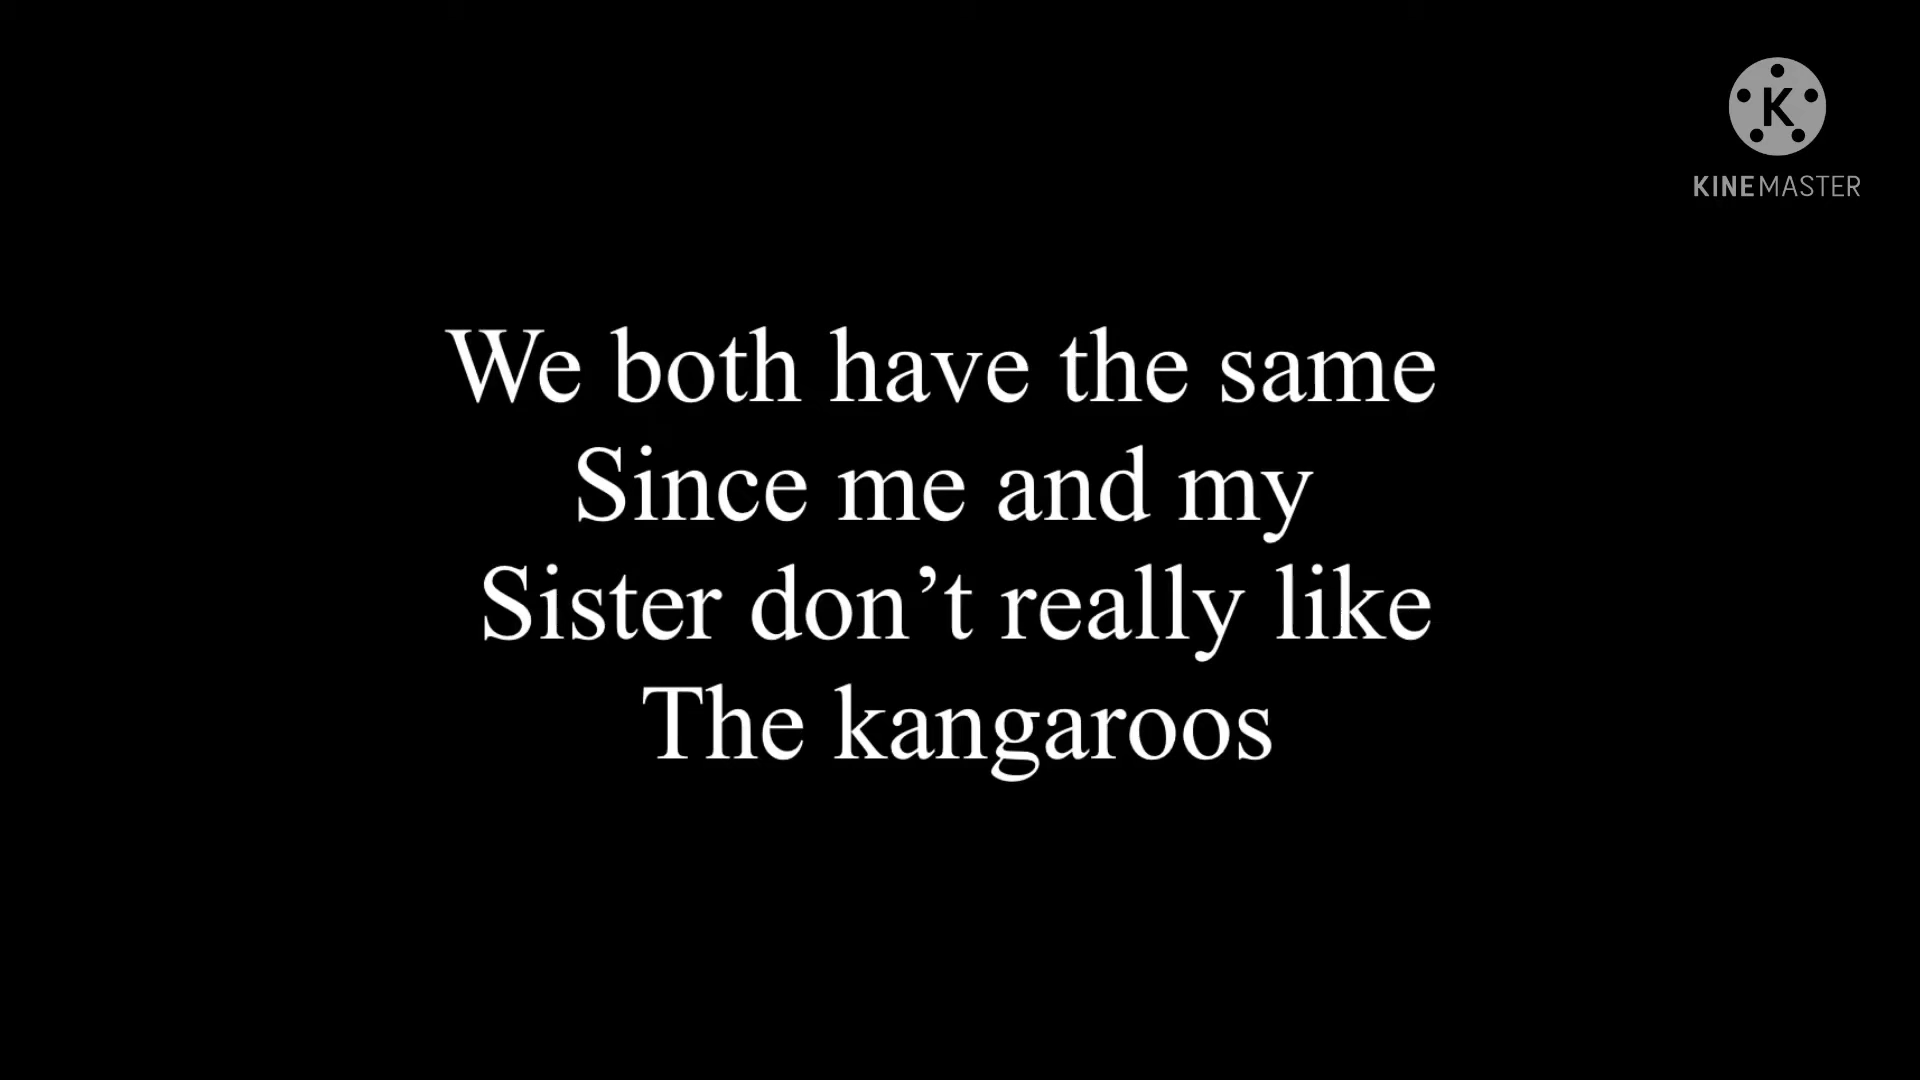 K
KINEMASTER
We both have the same
Since me and my
Sister don’t really like
The kangaroos